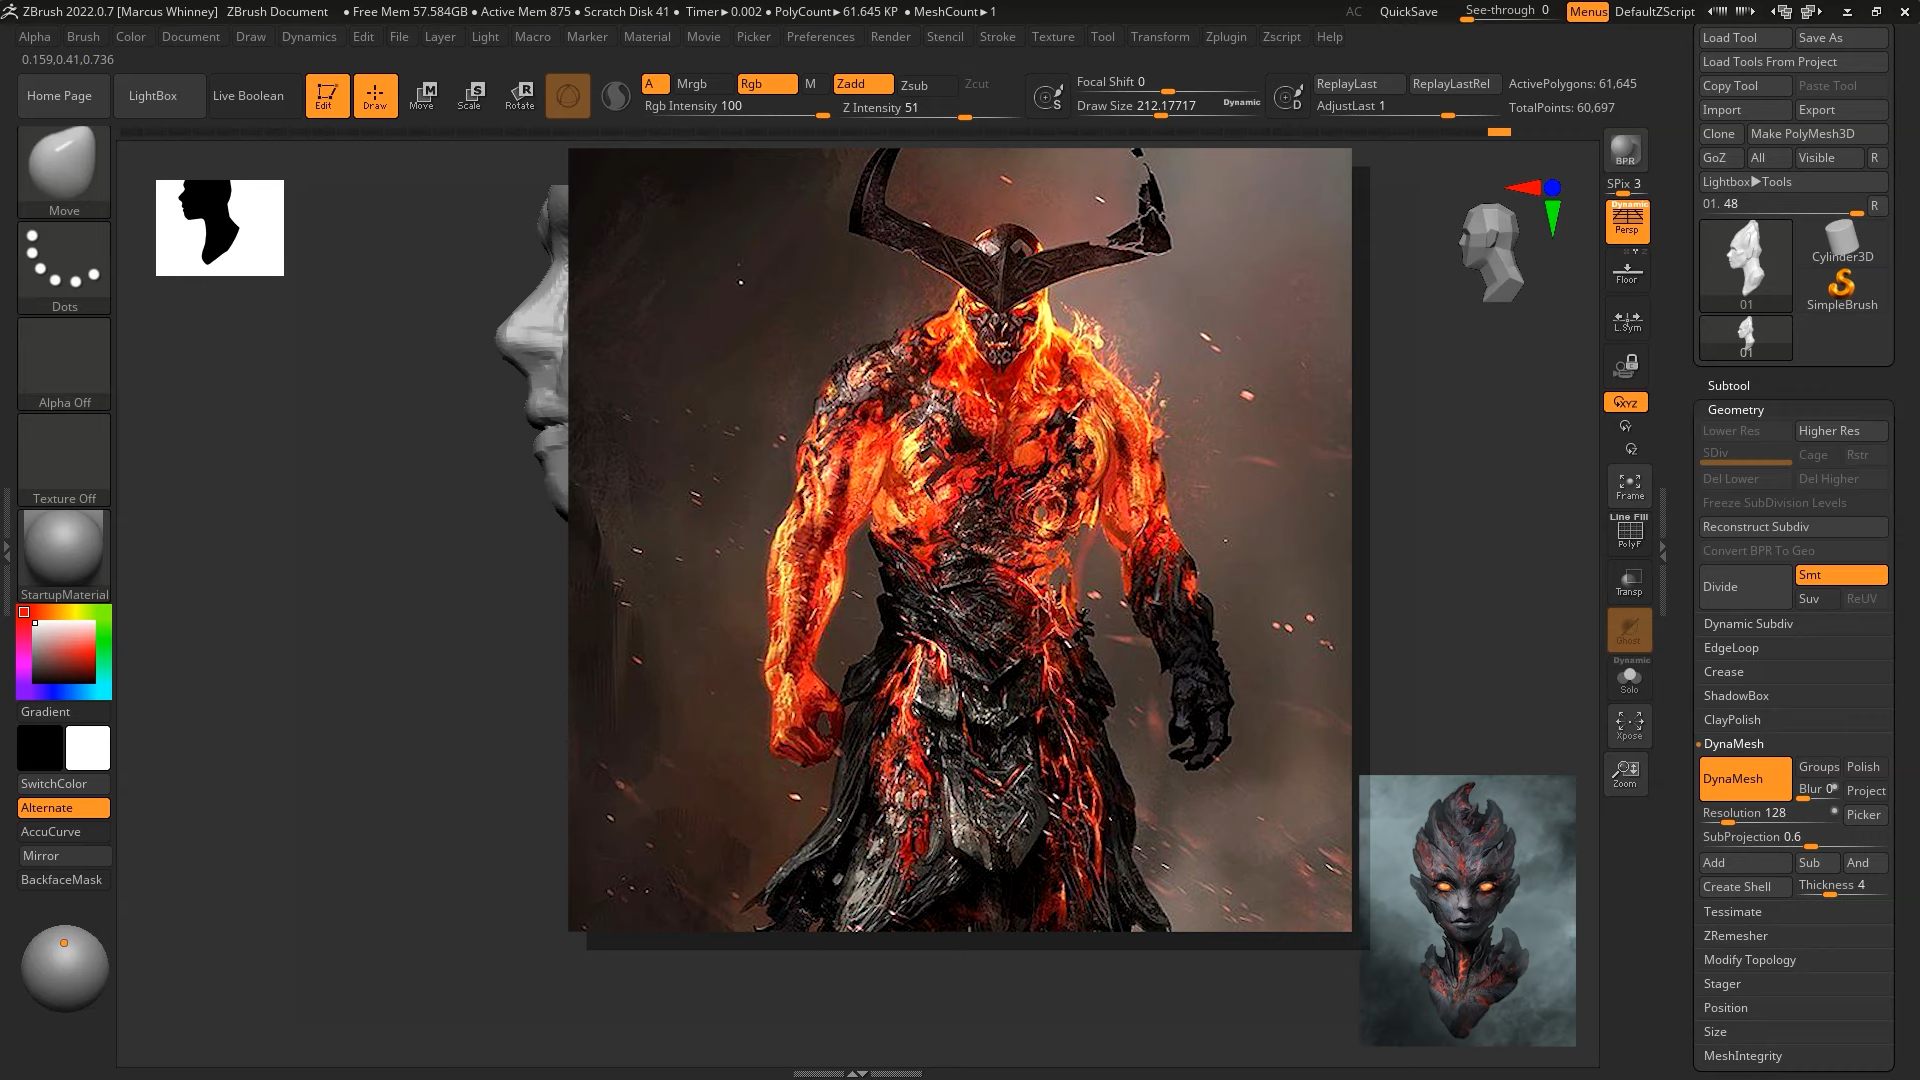 ZBrush 2022.0.7 [Marcus Whinney] ZBrush Document ● Free Mem 57.584GB ● Active Mem 875 ● Scratch Disk 41 ● Timer▶0.002 ● PolyCount▶61.645 KP ● MeshCount▶1 AC QuickSave See-through 0 Menus DefaultZScript
Alpha Brush Color Document Draw Dynamics Edit File Layer Light Macro Marker Material Movie Picker Preferences Render Stencil Stroke Texture Tool Transform Zplugin Zscript Help
0.159,0.41,0.736
Home Page LightBox Live Boolean Edit Draw Move Scale Rotate
M S R
A Mrgb Rgb M Zadd Zsub Zcut
Rgb Intensity 100 Z Intensity 51
S Focal Shift 0
Draw Size 212.17717 Dynamic
D ReplayLast ReplayLastRel
AdjustLast 1
ActivePolygons: 61,645
TotalPoints: 60,697
Move
Dots
Alpha Off
Texture Off
StartupMaterial
Gradient
SwitchColor
Alternate
AccuCurve
Mirror
BackfaceMask
BPR
SPix 3
Dynamic
Persp
Floor
L.Sym
XYZ
Y
Z
Frame
Line Fill
PolyF
Transp
Ghost
Dynamic
Solo
Xpose
Zoom
Load Tool Save As
Load Tools From Project
Copy Tool Paste Tool
Import Export
Clone Make PolyMesh3D
GoZ All Visible R
Lightbox▶Tools
01. 48 R
01 Cylinder3D
SimpleBrush
01
Subtool
Geometry
Lower Res Higher Res
SDiv Cage Rstr
Del Lower Del Higher
Freeze SubDivision Levels
Reconstruct Subdiv
Convert BPR To Geo
Divide Smt
Suv ReUV
Dynamic Subdiv
EdgeLoop
Crease
ShadowBox
ClayPolish
DynaMesh
DynaMesh Groups Polish
Blur 0 Project
Resolution 128 Picker
SubProjection 0.6
Add Sub And
Create Shell Thickness 4
Tessimate
ZRemesher
Modify Topology
Stager
Position
Size
MeshIntegrity